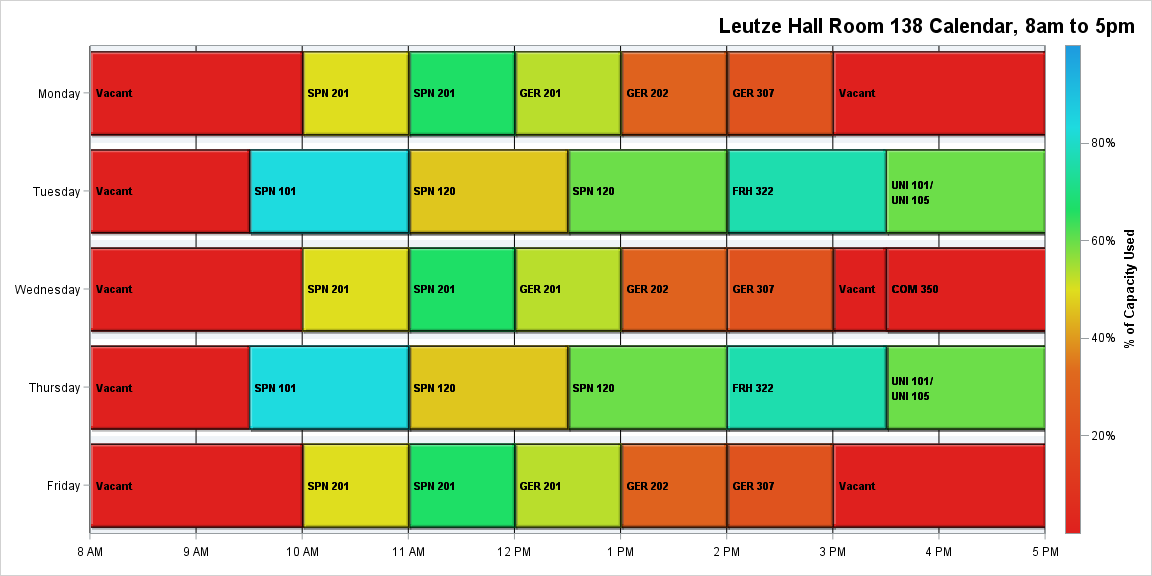 Leutze Hall Room 138 Calendar, 8am to 5pm
Monday
Vacant
SPN 201
SPN 201
GER 201
GER 202
GER 307
Vacant
Tuesday
Vacant
SPN 101
SPN 120
SPN 120
FRH 322
UNI 101/
UNI 105
Wednesday
Vacant
SPN 201
SPN 201
GER 201
GER 202
GER 307
Vacant
COM 350
Thursday
Vacant
SPN 101
SPN 120
SPN 120
FRH 322
UNI 101/
UNI 105
Friday
Vacant
SPN 201
SPN 201
GER 201
GER 202
GER 307
Vacant
8 AM
9 AM
10 AM
11 AM
12 PM
1 PM
2 PM
3 PM
4 PM
5 PM
80%
60%
40%
20%
% of Capacity Used